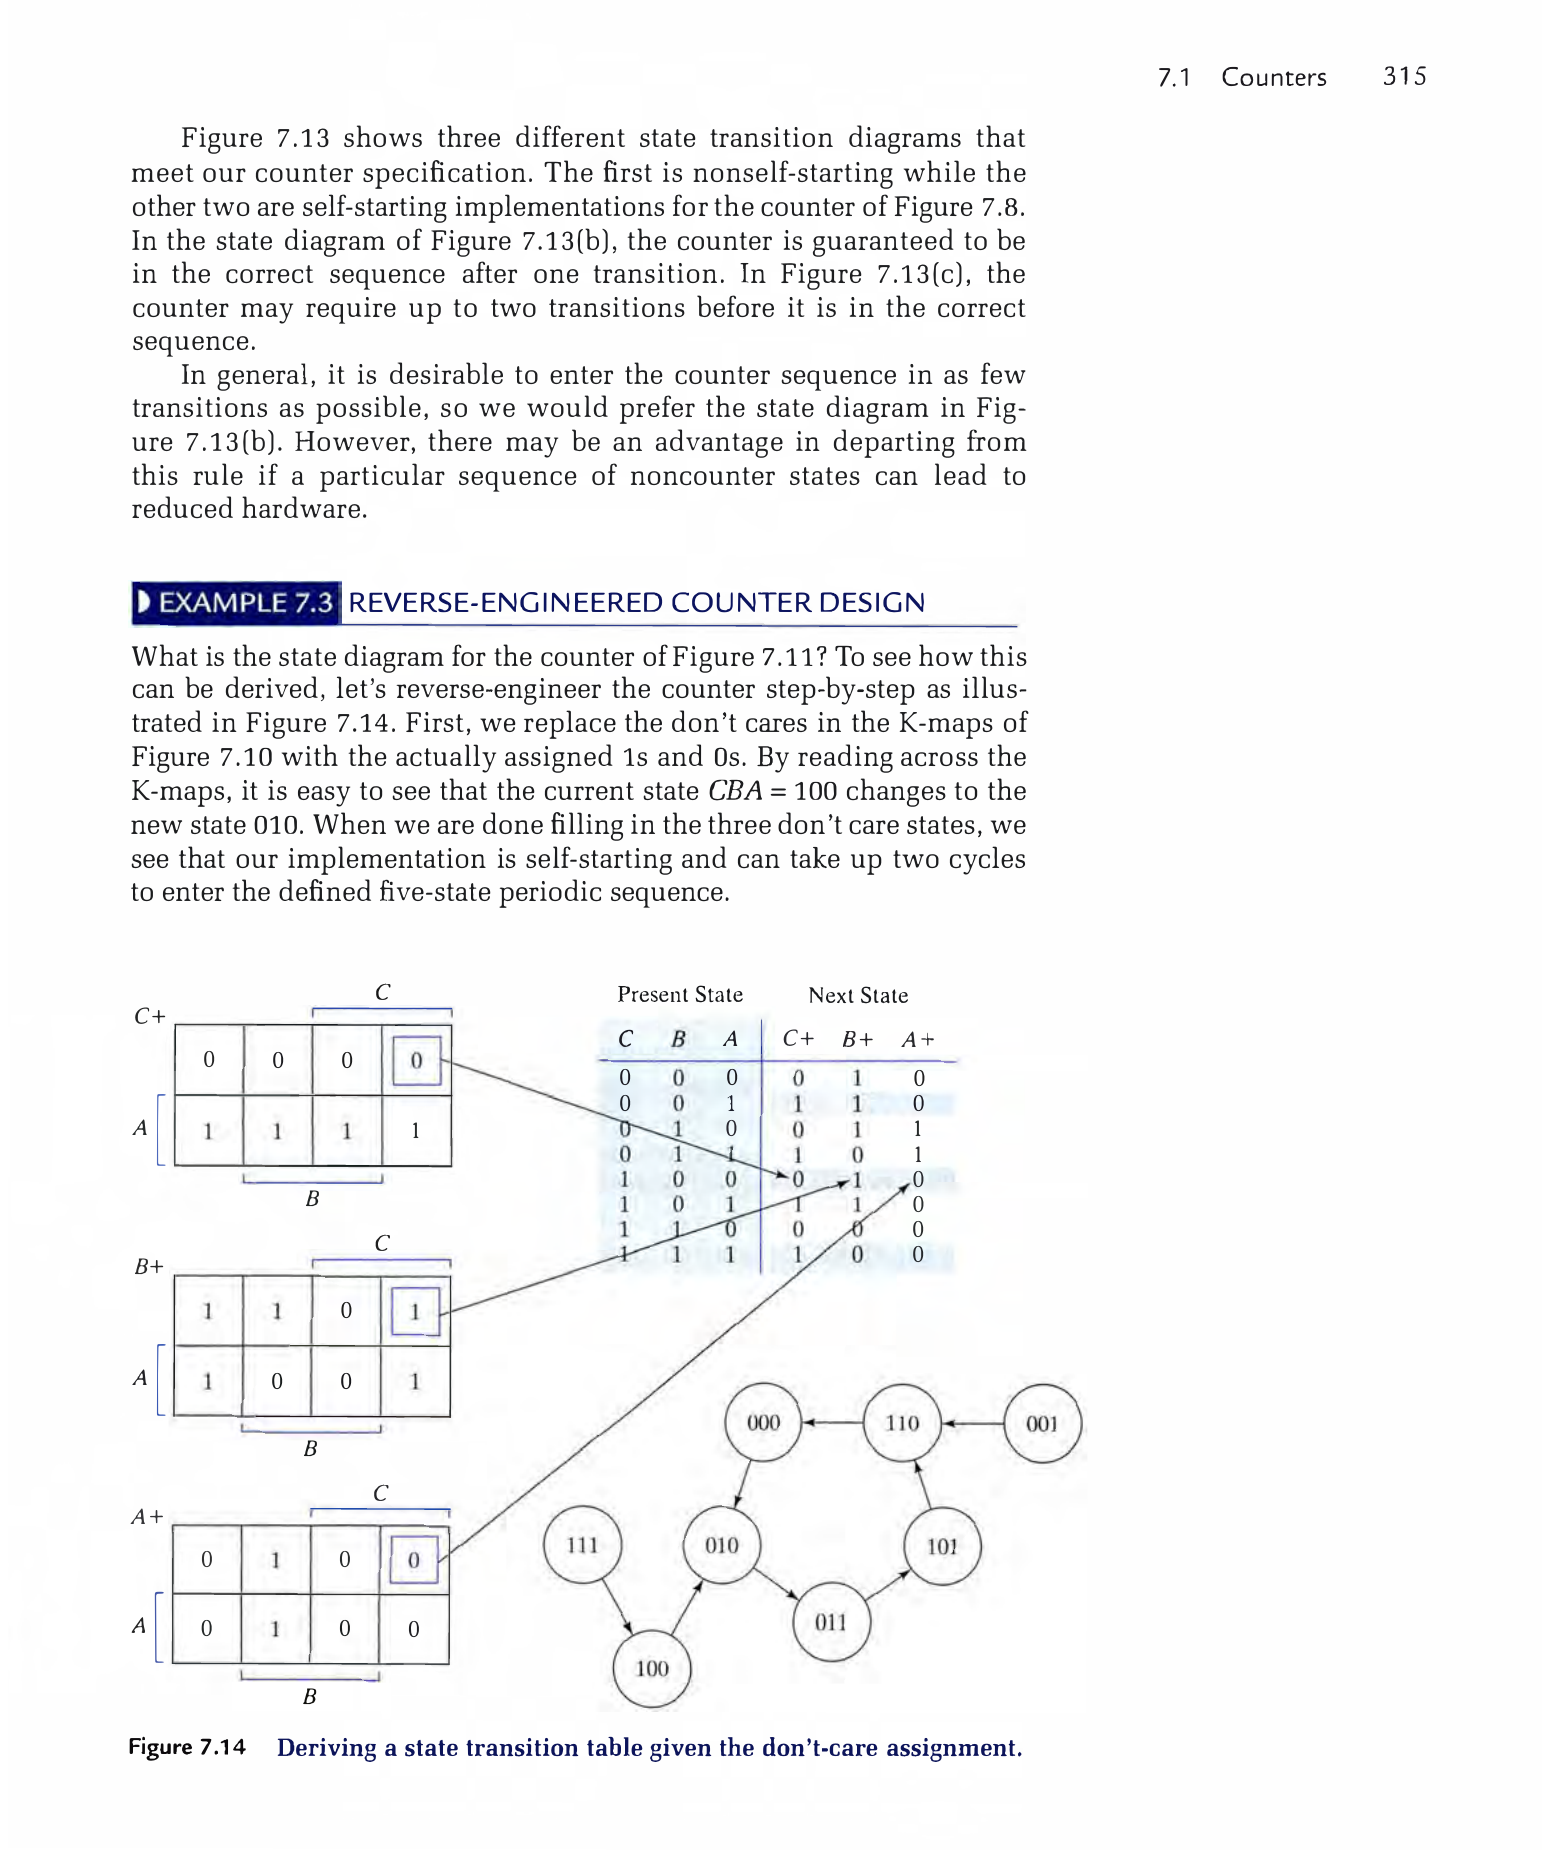 7.1 Counters 315
Figure 7.13 shows three different state transition diagrams that
meet our counter specification. The first is nonself-starting while the
other two are self-starting implementations for the counter of Figure 7.8.
In the state diagram of Figure 7.13(b), the counter is guaranteed to be
in the correct sequence after one transition. In Figure 7.13(c), the
counter may require up to two transitions before it is in the correct
sequence.
In general, it is desirable to enter the counter sequence in as few
transitions as possible, so we would prefer the state diagram in Fig-
ure 7.13(b). However, there may be an advantage in departing from
this rule if a particular sequence of noncounter states can lead to
reduced hardware.
EXAMPLE 7.3 REVERSE-ENGINEERED COUNTER DESIGN
What is the state diagram for the counter of Figure 7.11? To see how this
can be derived, let's reverse-engineer the counter step-by-step as illus-
trated in Figure 7.14. First, we replace the don't cares in the K-maps of
Figure 7.10 with the actually assigned 1s and 0s. By reading across the
K-maps, it is easy to see that the current state CBA = 100 changes to the
new state 010. When we are done filling in the three don't care states, we
see that our implementation is self-starting and can take up two cycles
to enter the defined five-state periodic sequence.
C
C+
0 0 0 0
A 1 1 1 1
B
C
B+
1 1 0 1
A 1 0 0 1
B
C
A+
0 1 0 0
A 0 1 0 0
B
Present State Next State
C B A C+ B+ A+
0 0 0 0 1 0
0 0 1 1 1 0
0 1 0 0 1 1
0 1 1 1 0 1
1 0 0 0 1 0
1 0 1 1 1 0
1 1 0 0 0 0
1 1 1 1 0 0
000 110 001
111 010 101
011
100
Figure 7.14 Deriving a state transition table given the don't-care assignment.